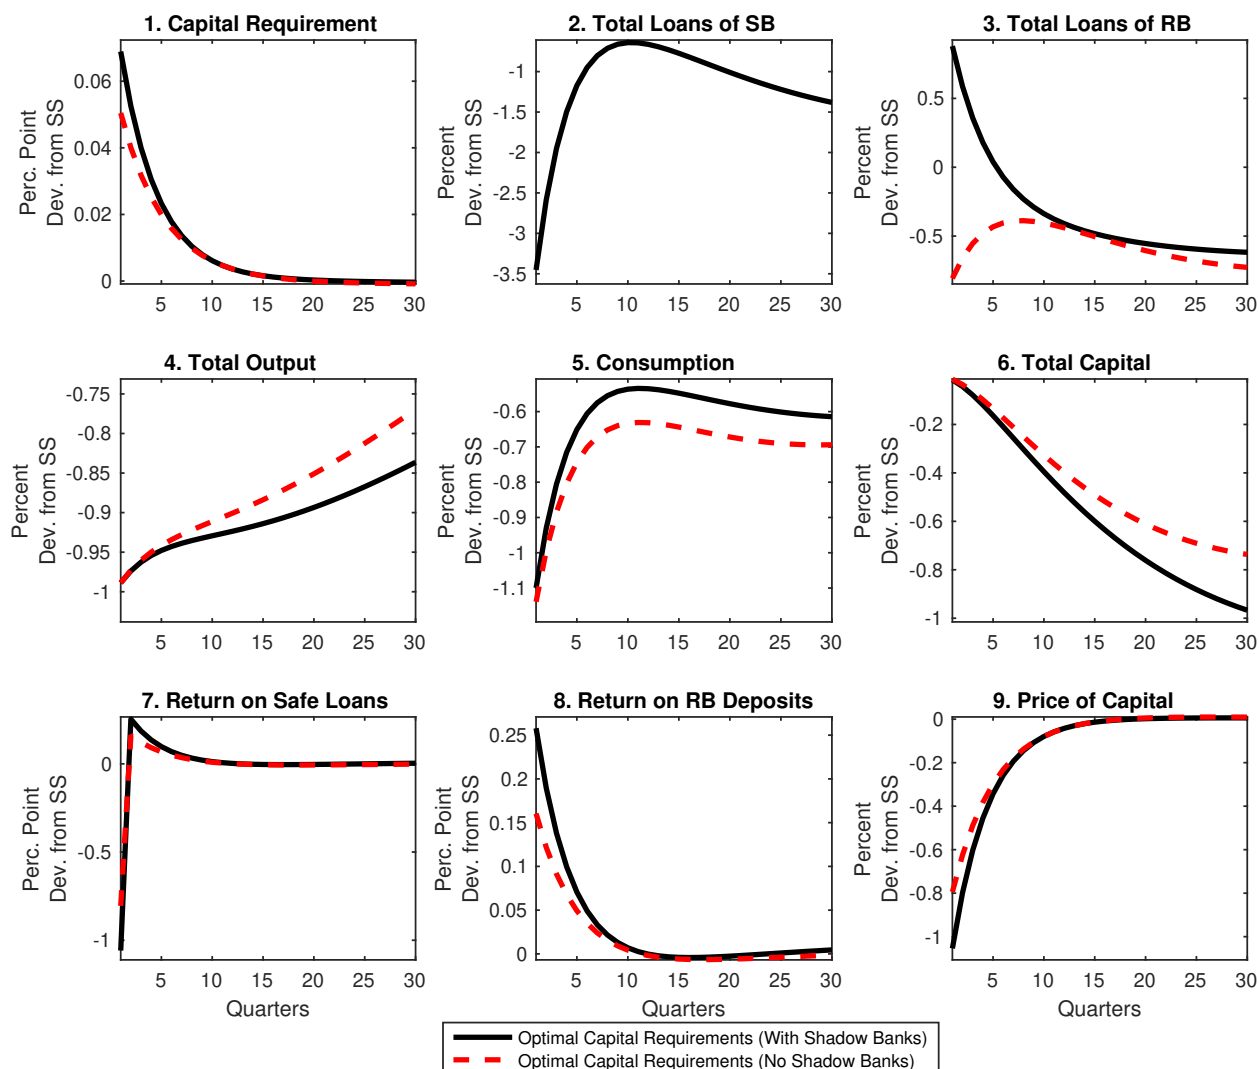 1. Capital Requirement
2. Total Loans of SB
3. Total Loans of RB
Perc. Point
Dev. from SS
0.06
0.04
0.02
0
5 10 15 20 25 30
Percent
Dev. from SS
-1
-1.5
-2
-2.5
-3
-3.5
5 10 15 20 25 30
Percent
Dev. from SS
0.5
0
-0.5
5 10 15 20 25 30
4. Total Output
5. Consumption
6. Total Capital
Percent
Dev. from SS
-0.75
-0.8
-0.85
-0.9
-0.95
-1
5 10 15 20 25 30
Percent
Dev. from SS
-0.6
-0.7
-0.8
-0.9
-1
-1.1
5 10 15 20 25 30
Percent
Dev. from SS
-0.2
-0.4
-0.6
-0.8
-1
5 10 15 20 25 30
7. Return on Safe Loans
8. Return on RB Deposits
9. Price of Capital
Perc. Point
Dev. from SS
0
-0.5
-1
5 10 15 20 25 30
Quarters
Perc. Point
Dev. from SS
0.25
0.2
0.15
0.1
0.05
0
5 10 15 20 25 30
Quarters
Percent
Dev. from SS
0
-0.2
-0.4
-0.6
-0.8
-1
5 10 15 20 25 30
Quarters
Optimal Capital Requirements (With Shadow Banks)
Optimal Capital Requirements (No Shadow Banks)